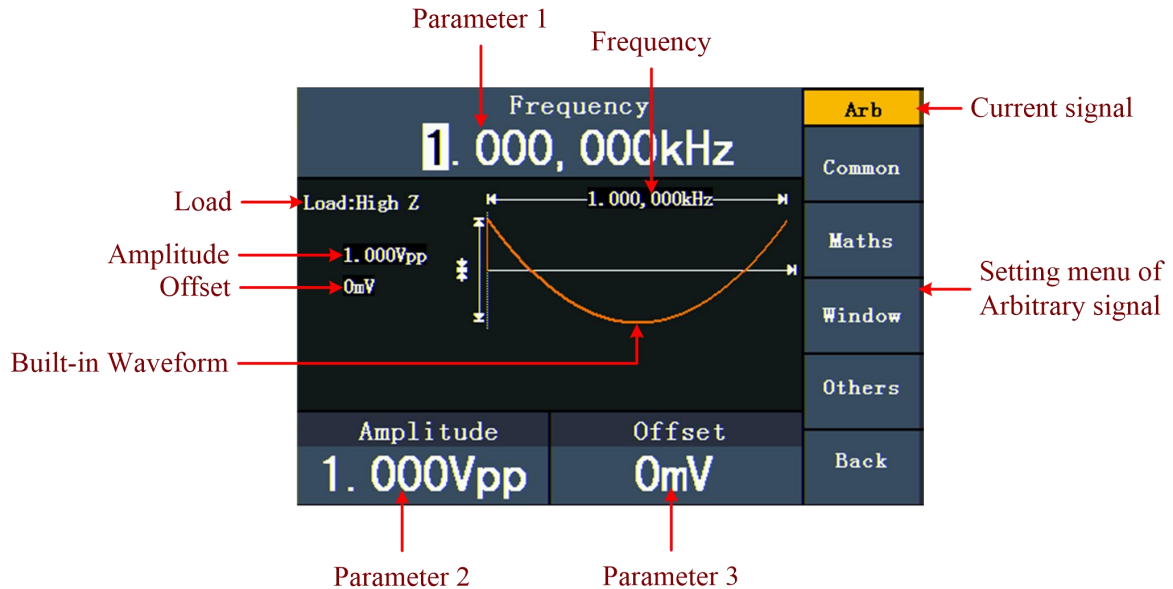 Parameter 1
Frequency
Frequency
Arb
Current signal
1.000,000kHz
Common
Load
Load:High Z
1.000,000kHz
Maths
Amplitude
1.000Vpp
Offset
0mV
Setting menu of
Arbitrary signal
Window
Built-in Waveform
Others
Amplitude
Offset
Back
1.000Vpp
0mV
Parameter 2
Parameter 3